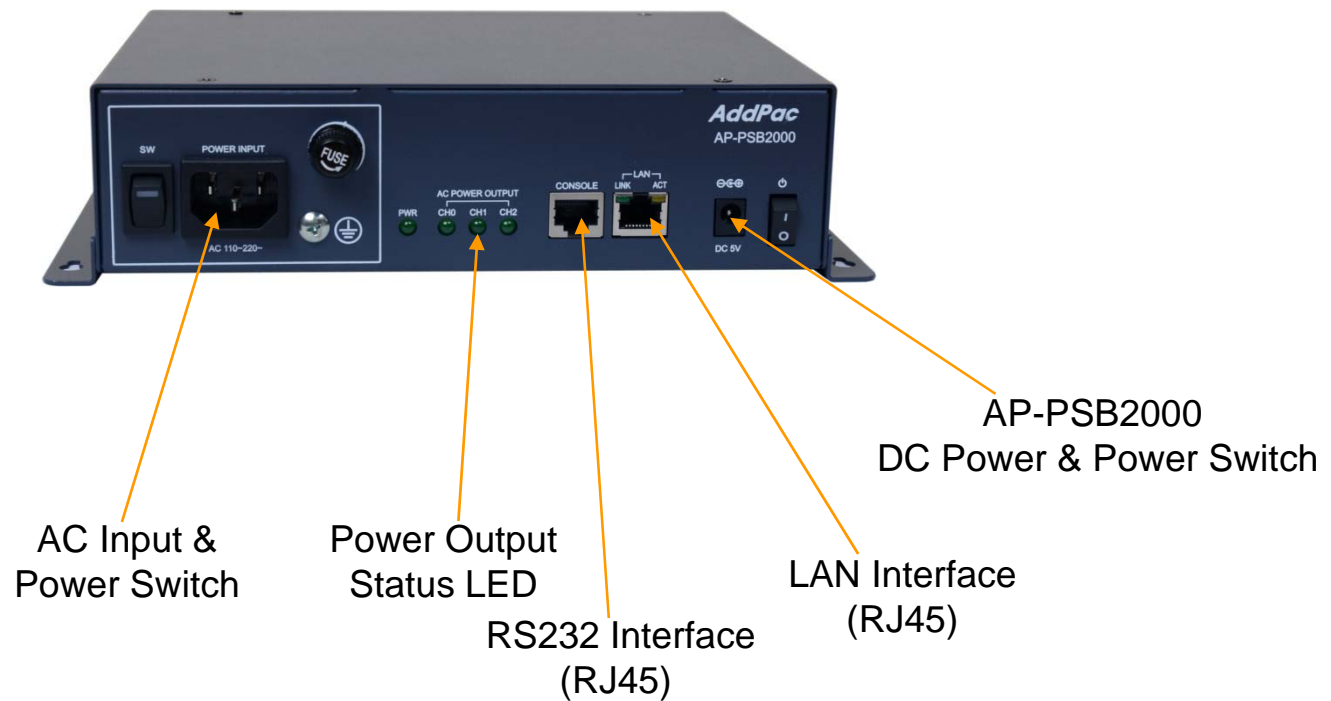 AddPac
AP-PSB2000
SW
POWER INPUT
FUSE
AC 110~220~
PWR
AC POWER OUTPUT
CH0 CH1 CH2
CONSOLE
LAN
LINK ACT
DC 5V
I
O
AP-PSB2000
DC Power & Power Switch
AC Input &
Power Switch
Power Output
Status LED
LAN Interface
(RJ45)
RS232 Interface
(RJ45)